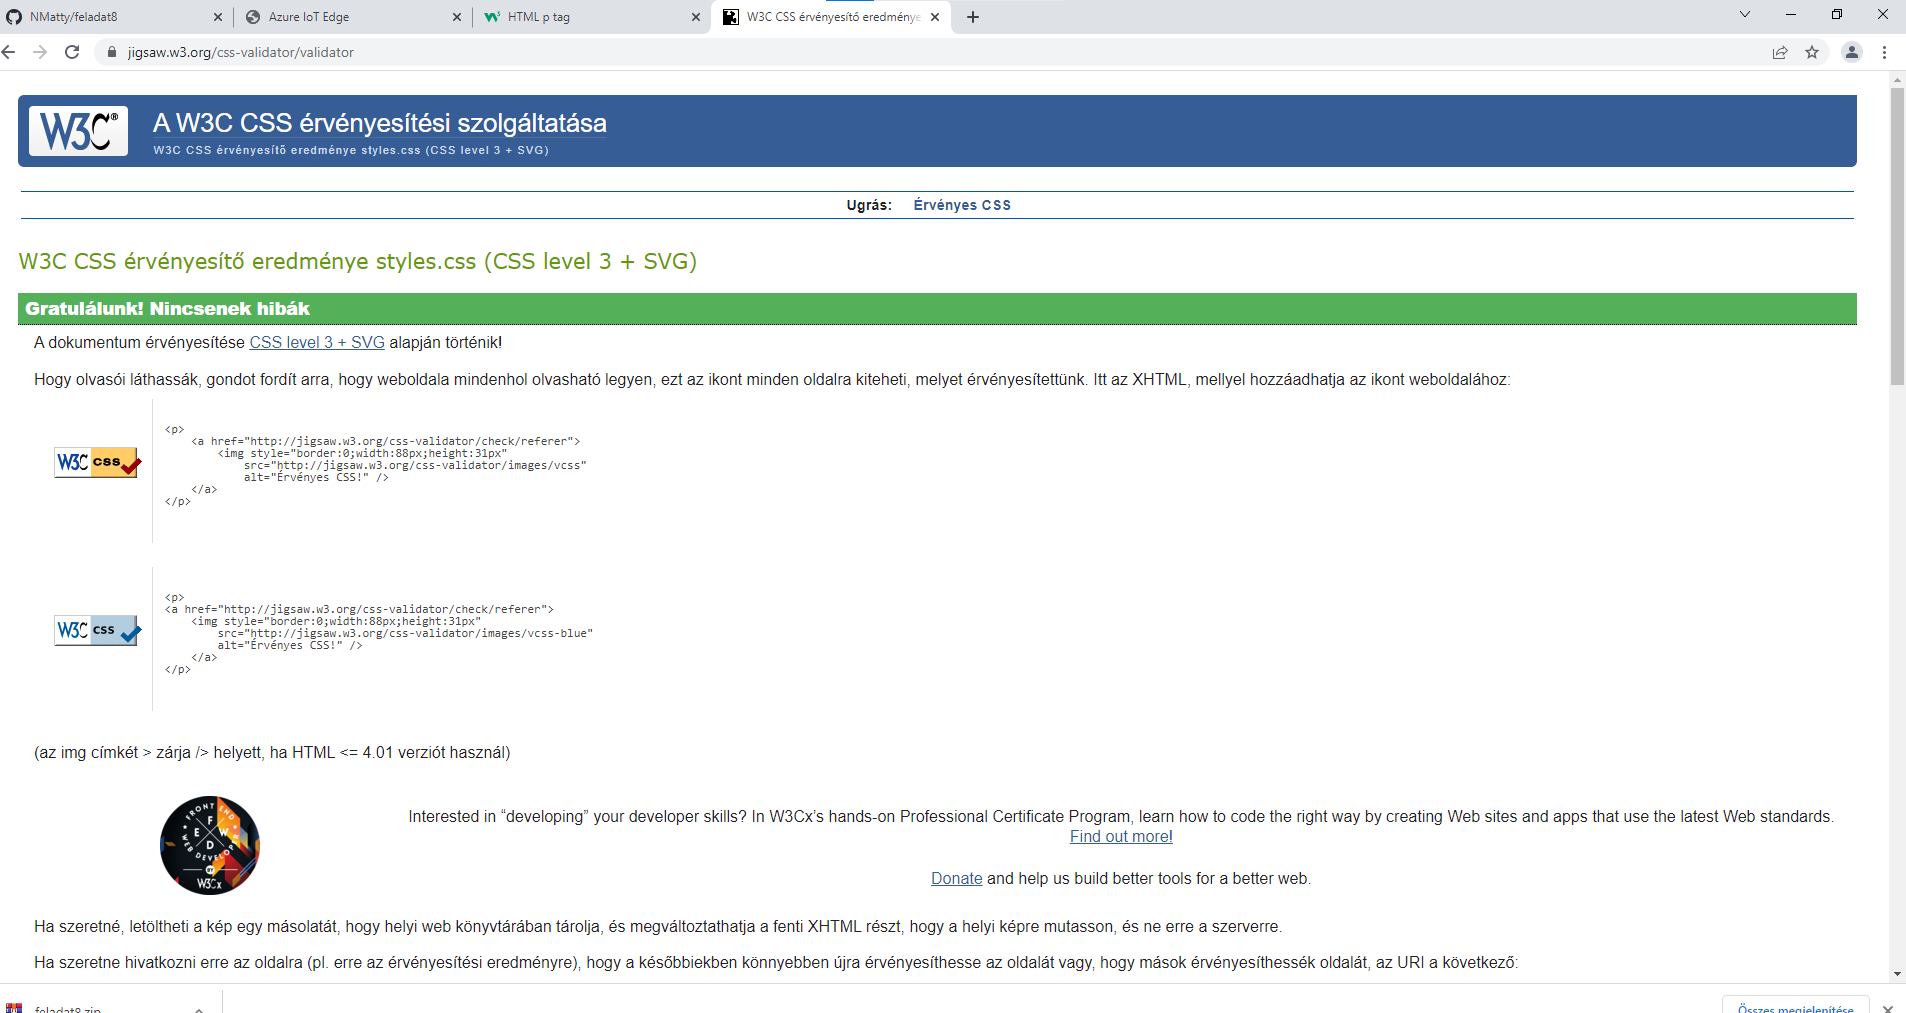 NMatty/feladat8
Azure IoT Edge
HTML p tag
W3C CSS érvényesítő eredménye
jigsaw.w3.org/css-validator/validator
W3C®
A W3C CSS érvényesítési szolgáltatása
W3C CSS érvényesítő eredménye styles.css (CSS level 3 + SVG)
Ugrás: Érvényes CSS
W3C CSS érvényesítő eredménye styles.css (CSS level 3 + SVG)
Gratulálunk! Nincsenek hibák
A dokumentum érvényesítése CSS level 3 + SVG alapján történik!
Hogy olvasói láthassák, gondot fordít arra, hogy weboldala mindenhol olvasható legyen, ezt az ikont minden oldalra kiteheti, melyet érvényesítettünk. Itt az XHTML, mellyel hozzáadhatja az ikont weboldalához:
W3C css
<p>
<a href="http://jigsaw.w3.org/css-validator/check/referer">
<img style="border:0;width:88px;height:31px"
src="http://jigsaw.w3.org/css-validator/images/vcss"
alt="Érvényes CSS!" />
</a>
</p>
W3C css
<p>
<a href="http://jigsaw.w3.org/css-validator/check/referer">
<img style="border:0;width:88px;height:31px"
src="http://jigsaw.w3.org/css-validator/images/vcss-blue"
alt="Érvényes CSS!" />
</a>
</p>
(az img címkét > zárja /> helyett, ha HTML <= 4.01 verziót használ)
FRONT END
F E W D
WEB DEVELOPER
BY
W3Cx
Interested in “developing” your developer skills? In W3Cx’s hands-on Professional Certificate Program, learn how to code the right way by creating Web sites and apps that use the latest Web standards.
Find out more!
Donate and help us build better tools for a better web.
Ha szeretné, letöltheti a kép egy másolatát, hogy helyi web könyvtárában tárolja, és megváltoztathatja a fenti XHTML részt, hogy a helyi képre mutasson, és ne erre a szerverre.
Ha szeretne hivatkozni erre az oldalra (pl. erre az érvényesítési eredményre), hogy a későbbiekben könnyebben újra érvényesíthesse az oldalát vagy, hogy mások érvényesíthessék oldalát, az URI a következő:
feladat8.zip
Összes megjelenítése